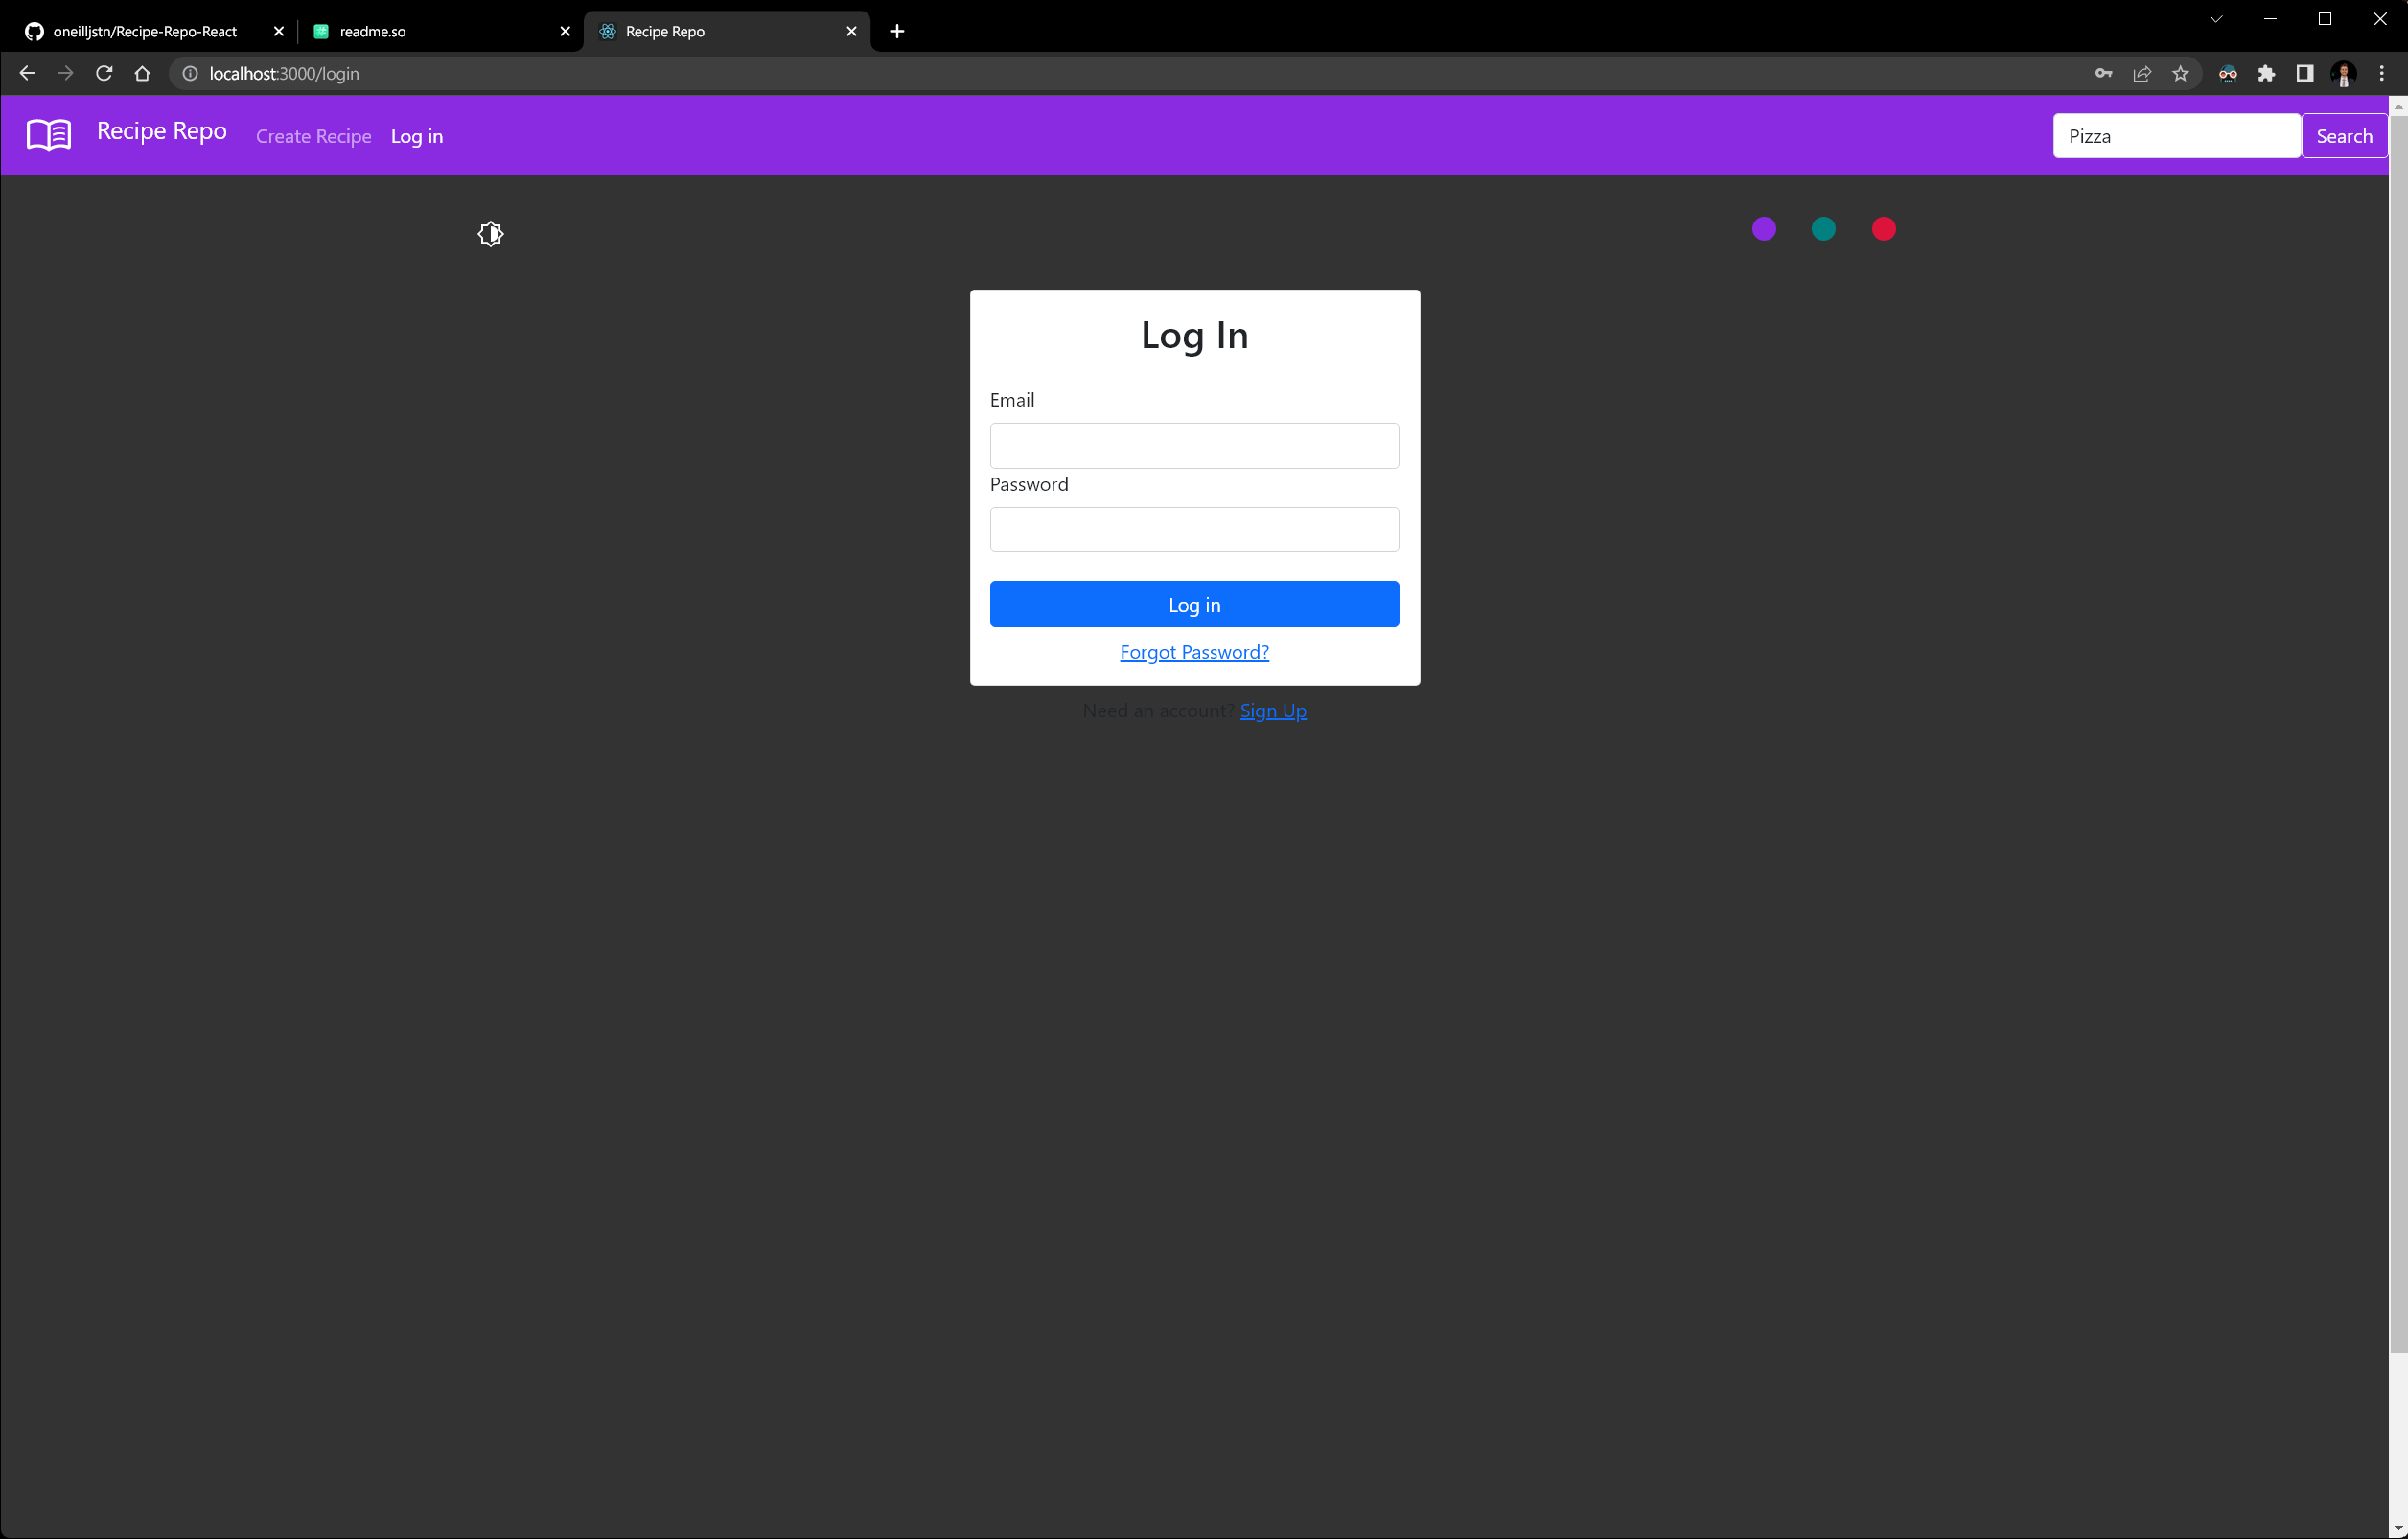 oneilljstn/Recipe-Repo-React
readme.so
Recipe Repo
localhost:3000/login
Recipe Repo
Create Recipe
Log in
Pizza
Search
Log In
Email
Password
Log in
Forgot Password?
Need an account? Sign Up